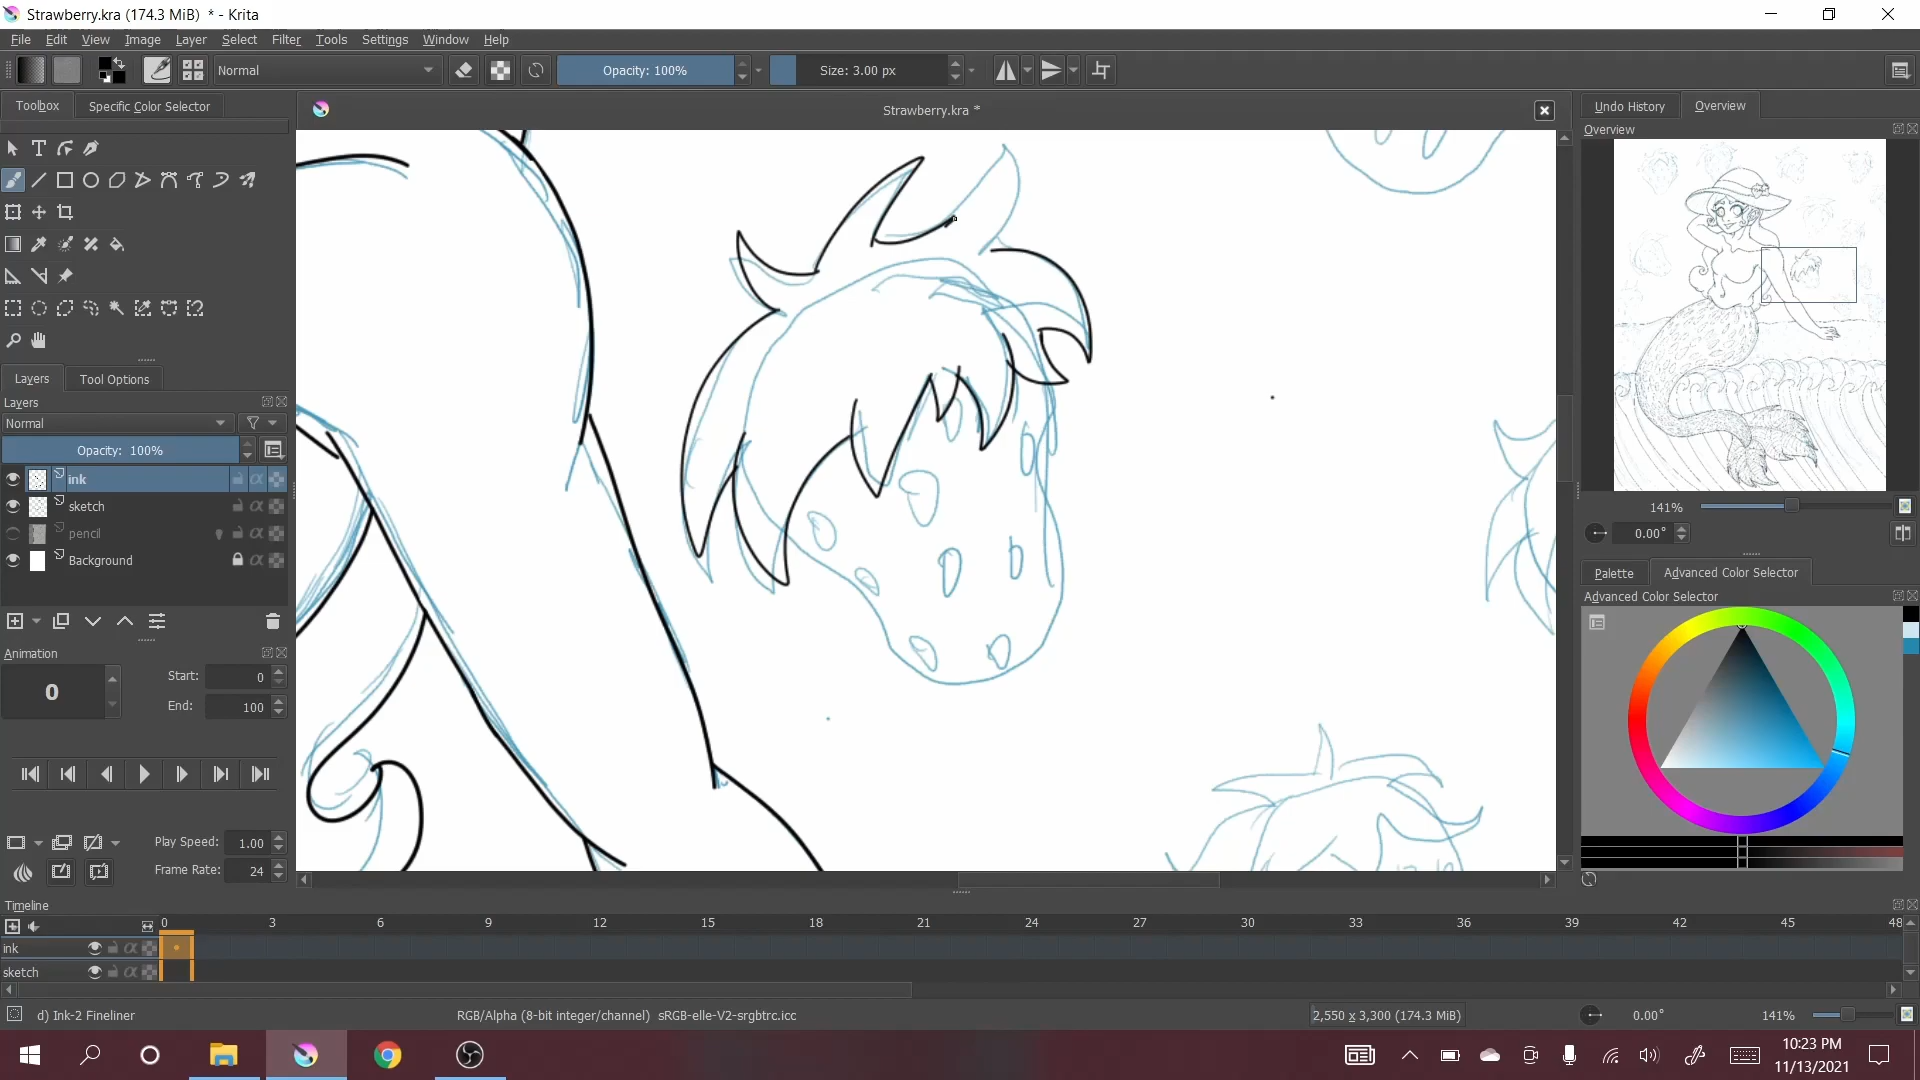 Strawberry.kra (174.3 MiB)  * - Krita
File Edit View Image Layer Select Filter Tools Settings Window Help
Normal Opacity: 100% Size: 3.00 px
Toolbox Specific Color Selector
Strawberry.kra *
Undo History Overview
Overview
Layers Tool Options
Layers
Normal
Opacity: 100%
ink
sketch
pencil
Background
141%
0.00°
Palette Advanced Color Selector
Advanced Color Selector
Animation
0
Start: 0
End: 100
Play Speed: 1.00
Frame Rate: 24
Timeline
0 3 6 9 12 15 18 21 24 27 30 33 36 39 42 45 48
ink
sketch
d) Ink-2 Fineliner
RGB/Alpha (8-bit integer/channel) sRGB-elle-V2-srgbtrc.icc
2,550 x 3,300 (174.3 MiB)
0.00°
141%
10:23 PM
11/13/2021